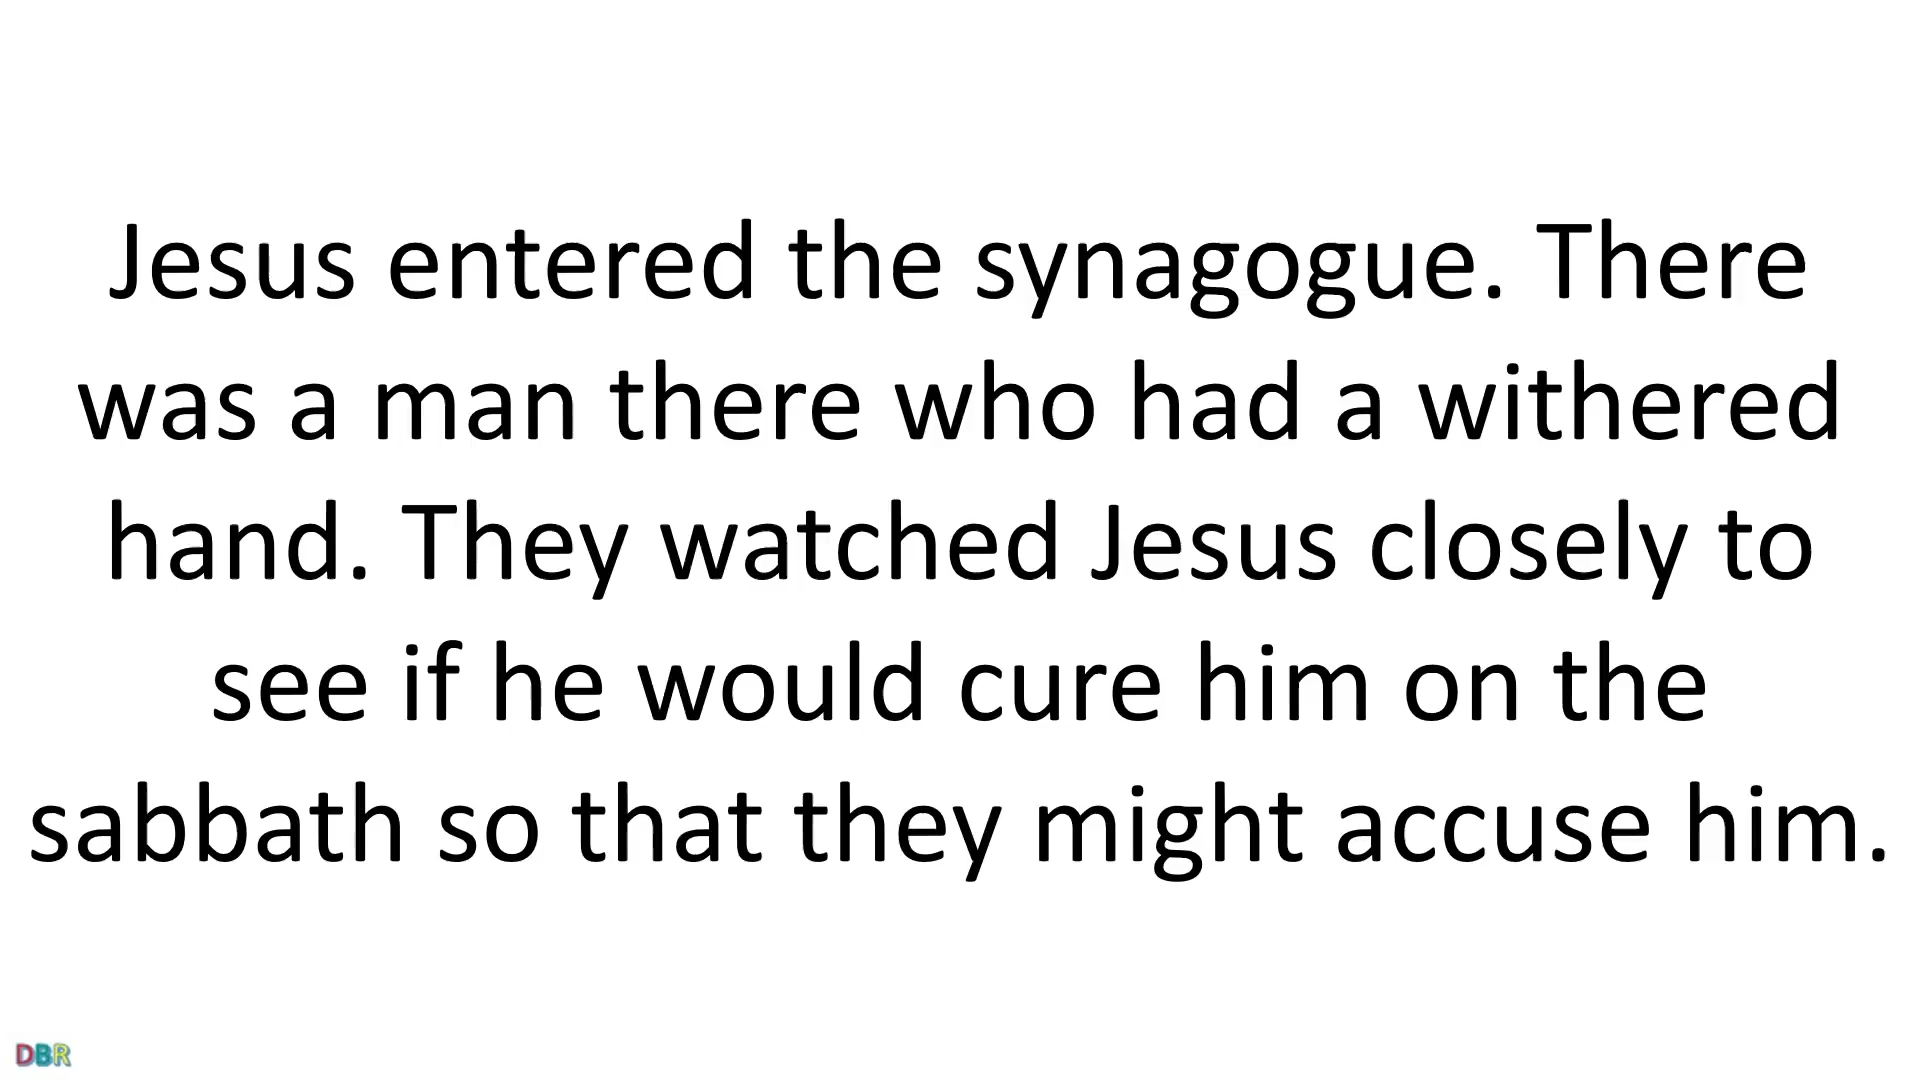 Jesus entered the synagogue. There
was a man there who had a withered
hand. They watched Jesus closely to
see if he would cure him on the
sabbath so that they might accuse him.
DBR